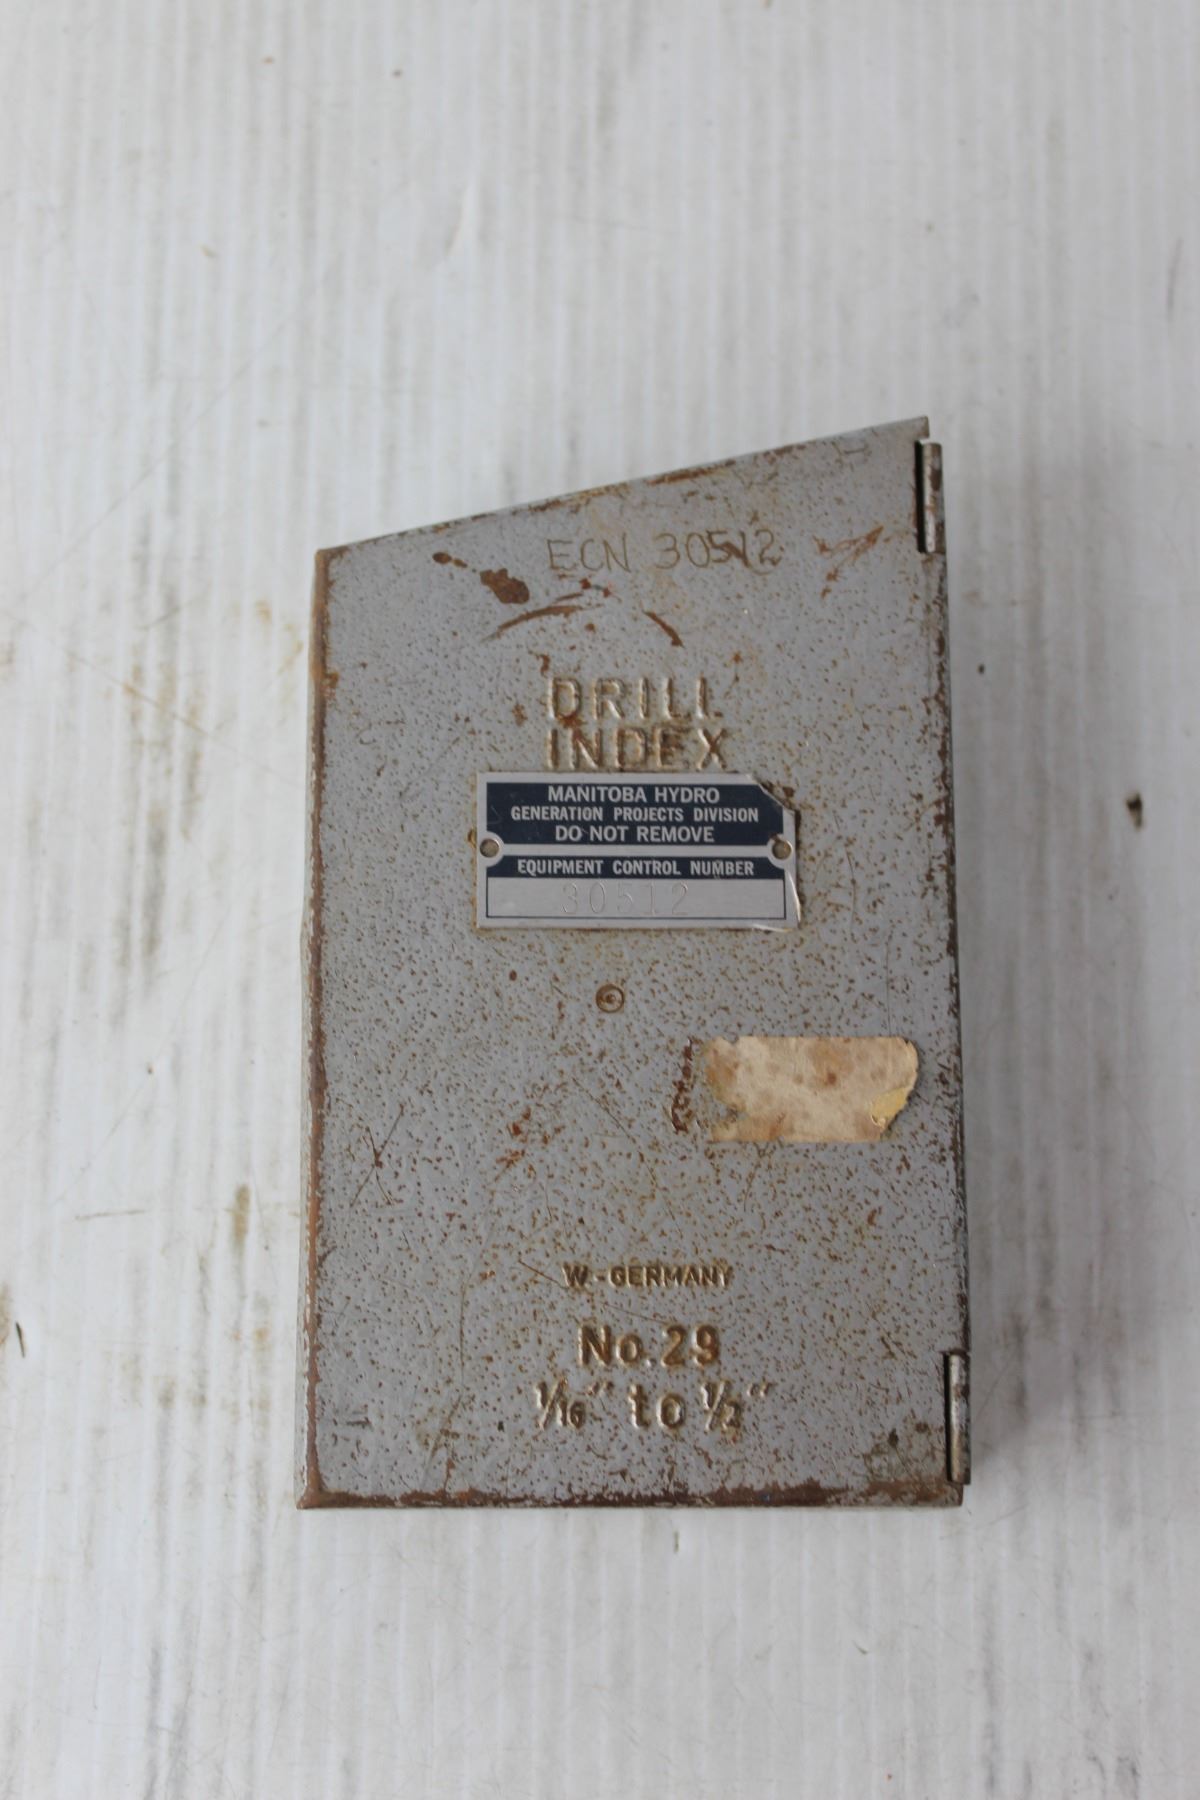 ECN 30512
DRILL
INDEX
MANITOBA HYDRO
GENERATION PROJECTS DIVISION
DO NOT REMOVE
EQUIPMENT CONTROL NUMBER
30512
W.-GERMANY
No. 29
1/16" to 1/2"